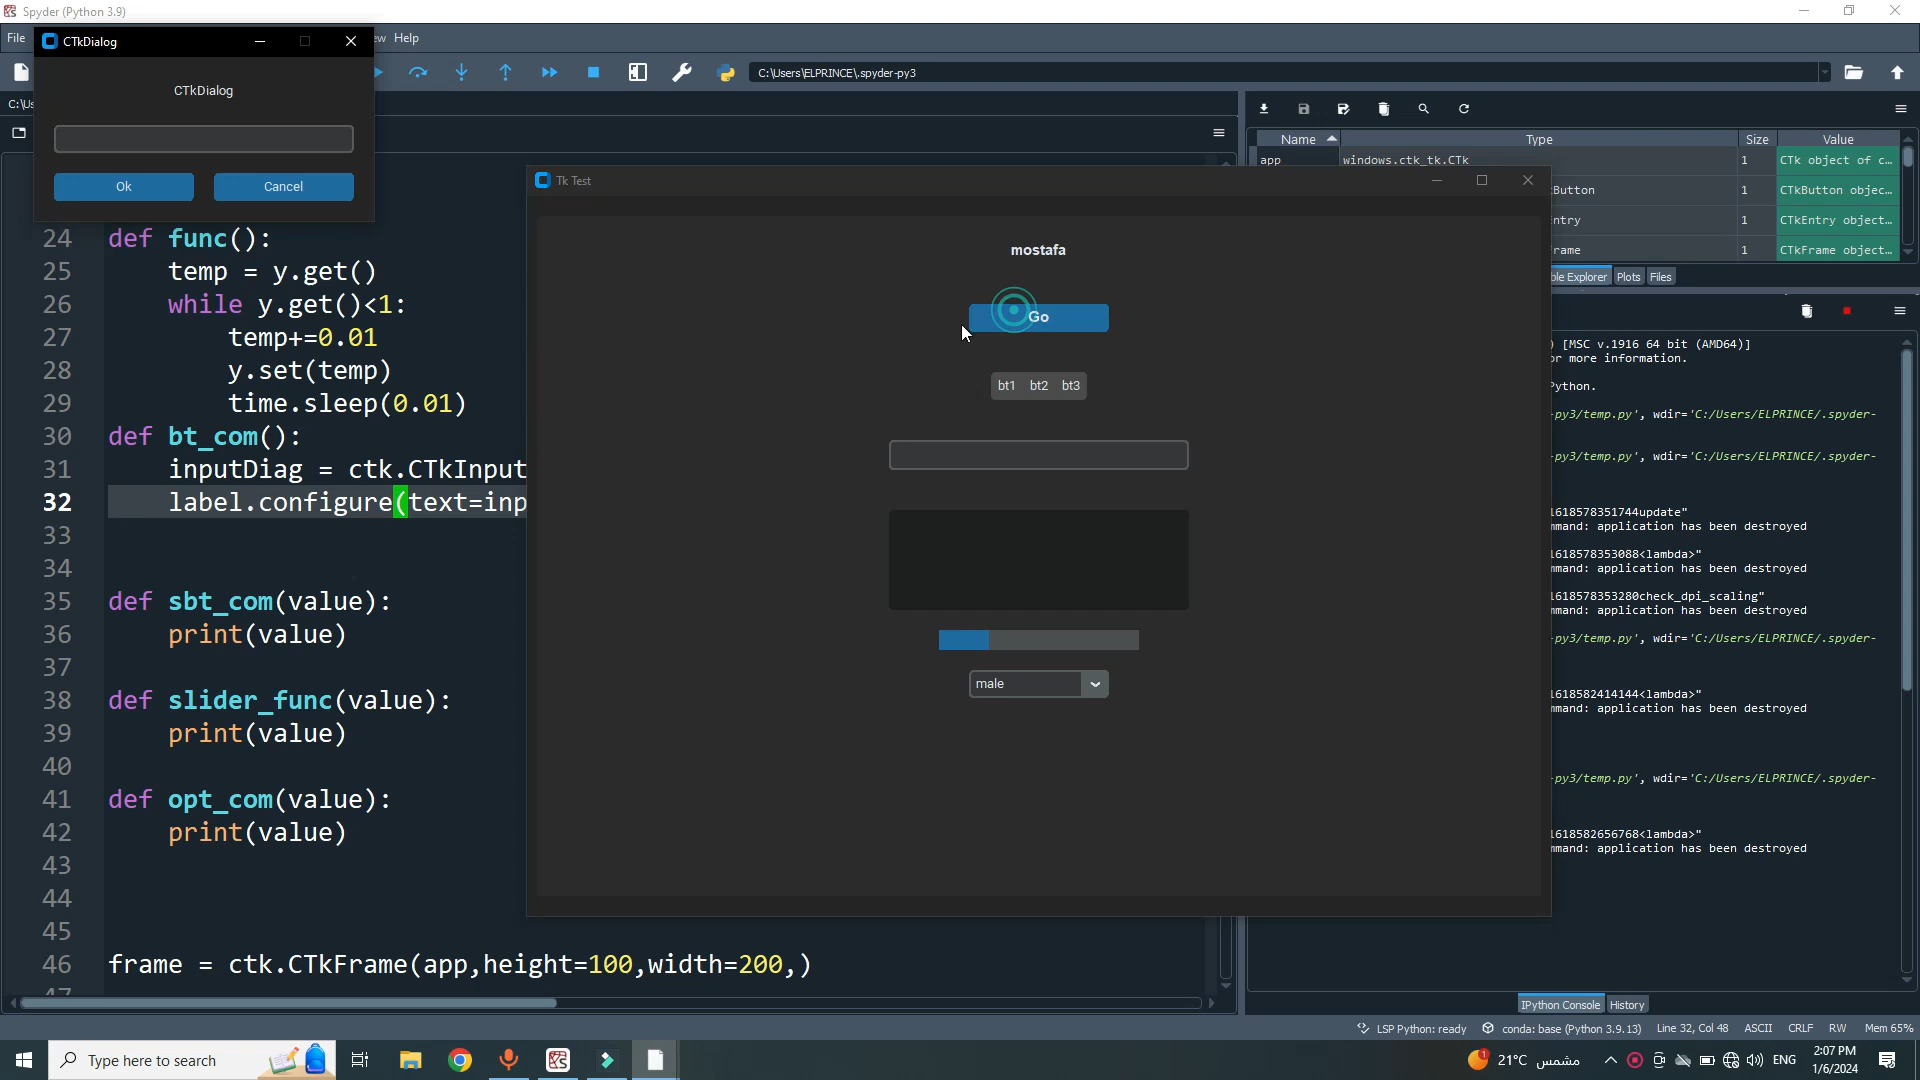 Spyder (Python 3.9)
File
ew
Help
CTkDialog
CTkDialog
Ok
Cancel
C:\Users\ELPRINCE\.spyder-py3
C:\Us
Name
Type
Size
Value
app
windows.ctk_tk.CTk
1
CTk object of c…
Button
1
CTkButton objec…
ntry
1
CTkEntry object…
rame
1
CTkFrame object…
ble Explorer
Plots
Files
Tk Test
mostafa
Go
bt1
bt2
bt3
male
24 def func():
25 temp = y.get()
26 while y.get()<1:
27 temp+=0.01
28 y.set(temp)
29 time.sleep(0.01)
30 def bt_com():
31 inputDiag = ctk.CTkInput
32 label.configure(text=inp
33
34
35 def sbt_com(value):
36 print(value)
37
38 def slider_func(value):
39 print(value)
40
41 def opt_com(value):
42 print(value)
43
44
45
46 frame = ctk.CTkFrame(app,height=100,width=200,)
47
) [MSC v.1916 64 bit (AMD64)]
or more information.
Python.
-py3/temp.py', wdir='C:/Users/ELPRINCE/.spyder-
-py3/temp.py', wdir='C:/Users/ELPRINCE/.spyder-
1618578351744update"
mmand: application has been destroyed
1618578353088<lambda>"
mmand: application has been destroyed
1618578353280check_dpi_scaling"
mmand: application has been destroyed
-py3/temp.py', wdir='C:/Users/ELPRINCE/.spyder-
1618582414144<lambda>"
mmand: application has been destroyed
-py3/temp.py', wdir='C:/Users/ELPRINCE/.spyder-
1618582656768<lambda>"
mmand: application has been destroyed
IPython Console
History
LSP Python: ready
conda: base (Python 3.9.13)
Line 32, Col 48
ASCII
CRLF
RW
Mem 65%
Type here to search
1
21°C
مشمس
ENG
2:07 PM
1/6/2024